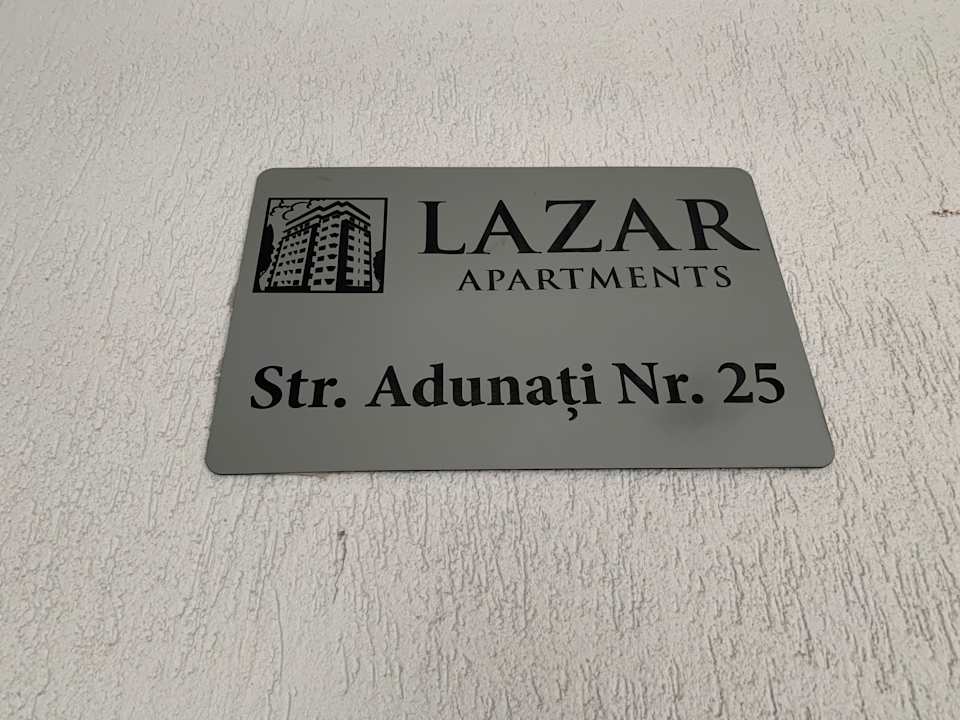 LAZAR
APARTMENTS
Str. Adunați Nr. 25